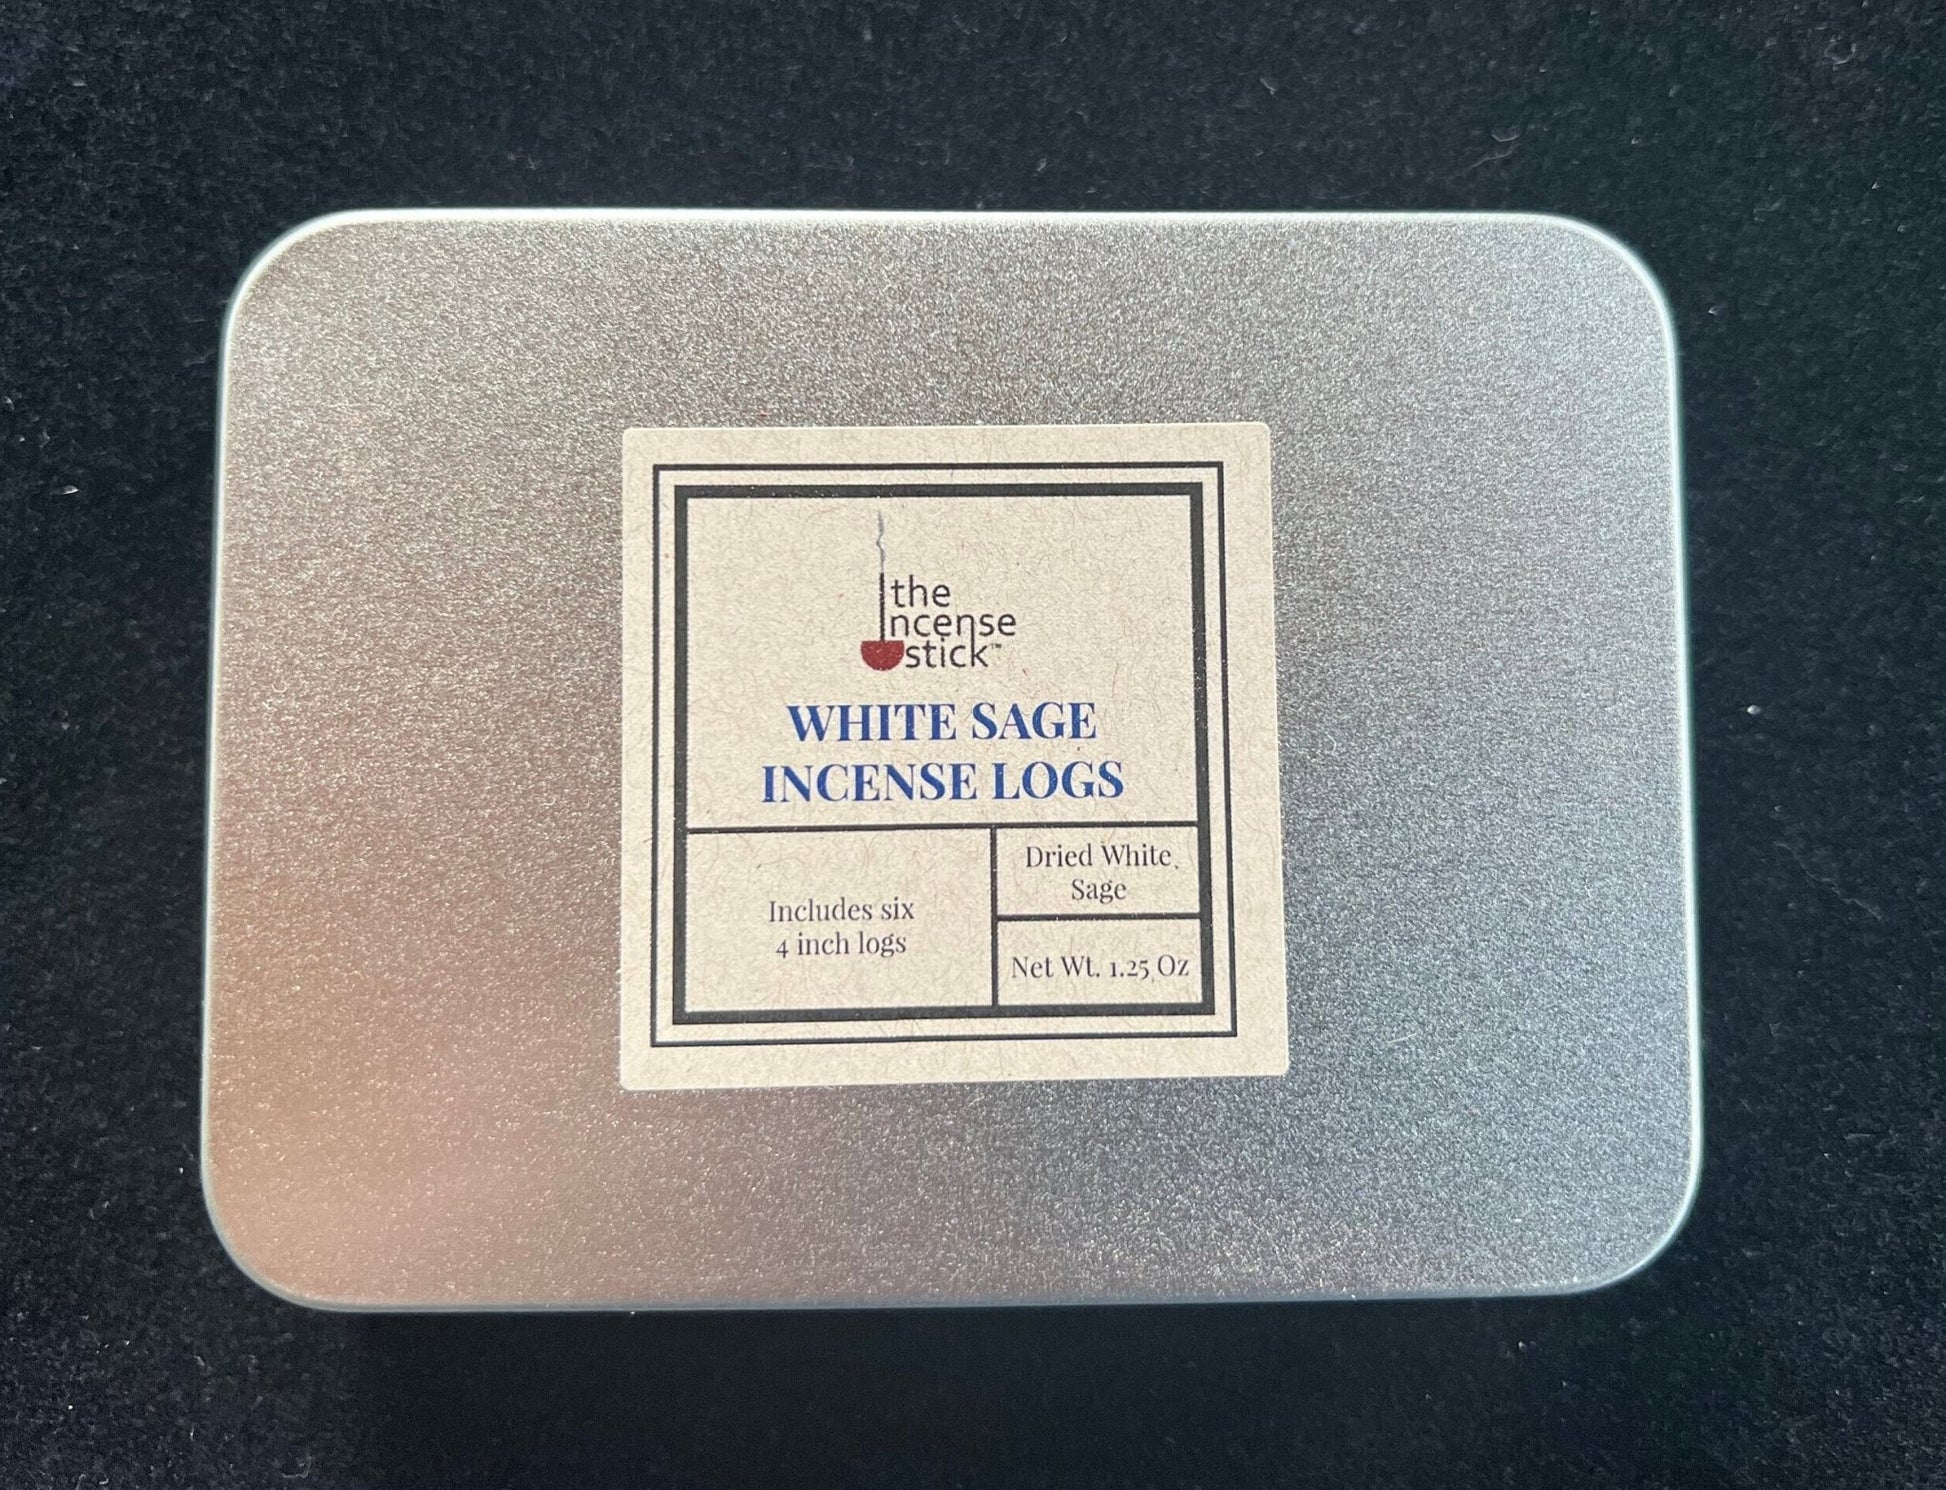 the
incense
stick™
WHITE SAGE
INCENSE LOGS
Includes six
4 inch logs
Dried White
Sage
Net Wt. 1.25 Oz